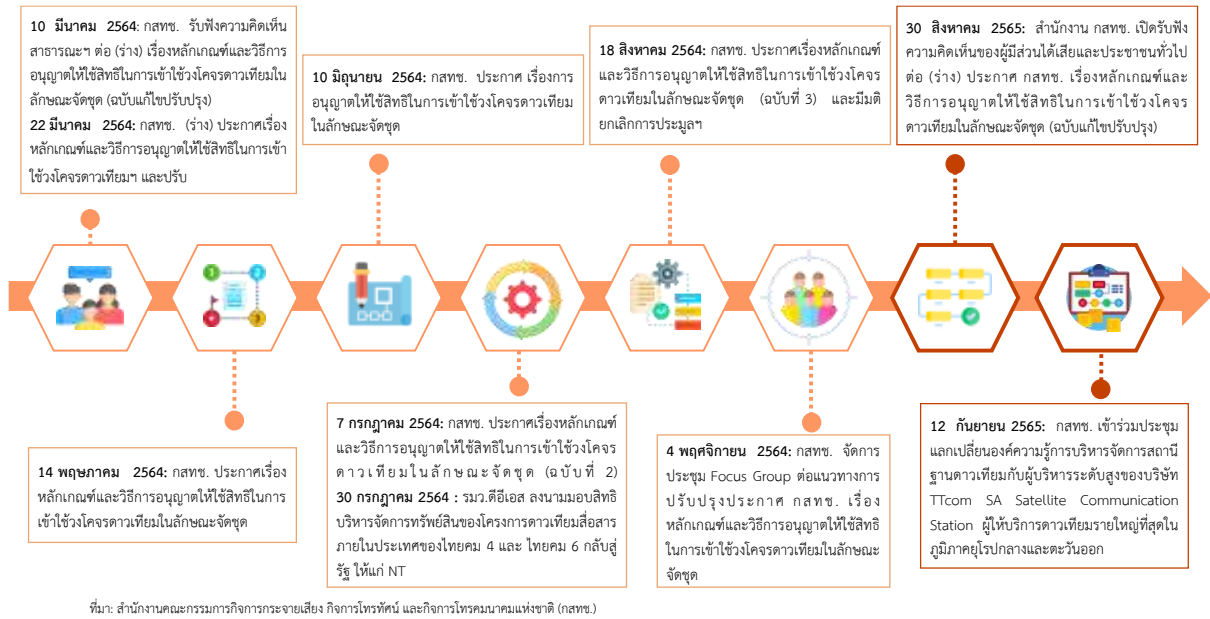 10 มีนาคม 2564: กสทช. รับฟังความคิดเห็น
สาธารณะฯ ต่อ (ร่าง) เรื่องหลักเกณฑ์และวิธีการ
อนุญาตให้ใช้สิทธิในการเข้าใช้วงโคจรดาวเทียมใน
ลักษณะจัดชุด (ฉบับแก้ไขปรับปรุง)
22 มีนาคม 2564: กสทช. (ร่าง) ประกาศเรื่อง
หลักเกณฑ์และวิธีการอนุญาตให้ใช้สิทธิในการเข้า
ใช้วงโคจรดาวเทียมฯ และปรับ
10 มิถุนายน 2564: กสทช. ประกาศ เรื่องการ
อนุญาตให้ใช้สิทธิในการเข้าใช้วงโคจรดาวเทียม
ในลักษณะจัดชุด
18 สิงหาคม 2564: กสทช. ประกาศเรื่องหลักเกณฑ์
และวิธีการอนุญาตให้ใช้สิทธิในการเข้าใช้วงโคจร
ดาวเทียมในลักษณะจัดชุด (ฉบับที่ 3) และมีมติ
ยกเลิกการประมูลฯ
30 สิงหาคม 2565: สำนักงาน กสทช. เปิดรับฟัง
ความคิดเห็นของผู้มีส่วนได้เสียและประชาชนทั่วไป
ต่อ (ร่าง) ประกาศ กสทช. เรื่องหลักเกณฑ์และ
วิธีการอนุญาตให้ใช้สิทธิในการเข้าใช้วงโคจร
ดาวเทียมในลักษณะจัดชุด (ฉบับแก้ไขปรับปรุง)
14 พฤษภาคม 2564: กสทช. ประกาศเรื่อง
หลักเกณฑ์และวิธีการอนุญาตให้ใช้สิทธิในการ
เข้าใช้วงโคจรดาวเทียมในลักษณะจัดชุด
7 กรกฎาคม 2564: กสทช. ประกาศเรื่องหลักเกณฑ์
และวิธีการอนุญาตให้ใช้สิทธิในการเข้าใช้วงโคจร
ดาวเทียมในลักษณะจัดชุด (ฉบับที่ 2)
30 กรกฎาคม 2564 : รมว.ดีอีเอส ลงนามมอบสิทธิ
บริหารจัดการทรัพย์สินของโครงการดาวเทียมสื่อสาร
ภายในประเทศของไทยคม 4 และ ไทยคม 6 กลับสู่
รัฐ ให้แก่ NT
4 พฤศจิกายน 2564: กสทช. จัดการ
ประชุม Focus Group ต่อแนวทางการ
ปรับปรุงประกาศ กสทช. เรื่อง
หลักเกณฑ์และวิธีการอนุญาตให้ใช้สิทธิ
ในการเข้าใช้วงโคจรดาวเทียมในลักษณะ
จัดชุด
12 กันยายน 2565: กสทช. เข้าร่วมประชุม
แลกเปลี่ยนองค์ความรู้การบริหารจัดการสถานี
ฐานดาวเทียมกับผู้บริหารระดับสูงของบริษัท
TTcom SA Satellite Communication
Station ผู้ให้บริการดาวเทียมรายใหญ่ที่สุดใน
ภูมิภาคยุโรปกลางและตะวันออก
ที่มา: สำนักงานคณะกรรมการกิจการกระจายเสียง กิจการโทรทัศน์ และกิจการโทรคมนาคมแห่งชาติ (กสทช.)